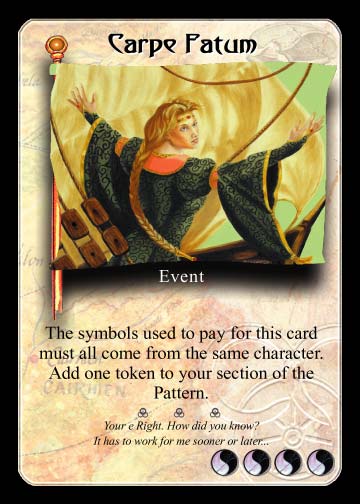 Carpe Fatum
Event
The symbols used to pay for this card
must all come from the same character.
Add one token to your section of the
Pattern.
Your e Right. How did you know?
It has to work for me sooner or later...
CAIRHIEN